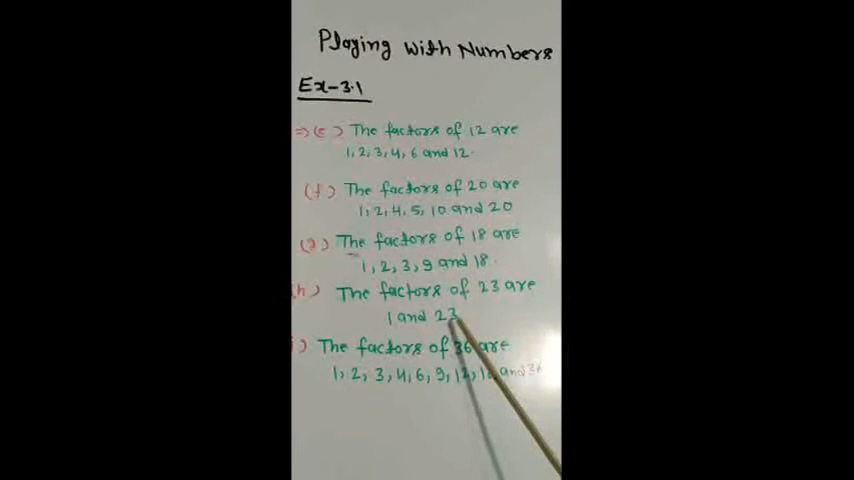 Playing with Numbers
Ex-3.1
=> (e) The factors of 12 are
1, 2, 3, 4, 6 and 12.
(f) The factors of 20 are
1, 2, 4, 5, 10 and 20
(g) The factors of 18 are
1, 2, 3, 9 and 18.
(h) The factors of 23 are
1 and 23
) The factors of 36 are
1, 2, 3, 4, 6, 9, 12, and